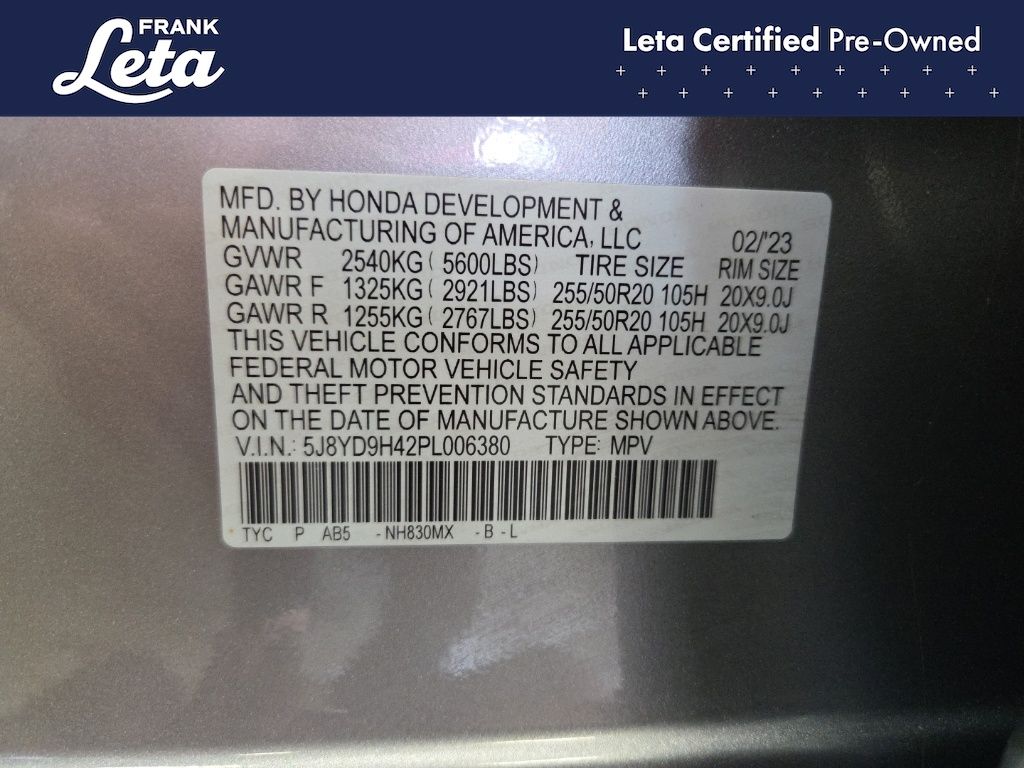 FRANK
Leta
Leta Certified Pre-Owned
MFD. BY HONDA DEVELOPMENT &
MANUFACTURING OF AMERICA, LLC 02/'23
GVWR 2540KG ( 5600LBS) TIRE SIZE RIM SIZE
GAWR F 1325KG ( 2921LBS) 255/50R20 105H 20X9.0J
GAWR R 1255KG ( 2767LBS) 255/50R20 105H 20X9.0J
THIS VEHICLE CONFORMS TO ALL APPLICABLE
FEDERAL MOTOR VEHICLE SAFETY
AND THEFT PREVENTION STANDARDS IN EFFECT
ON THE DATE OF MANUFACTURE SHOWN ABOVE.
V.I.N.: 5J8YD9H42PL006380 TYPE: MPV
TYC P AB5 -NH830MX -B-L